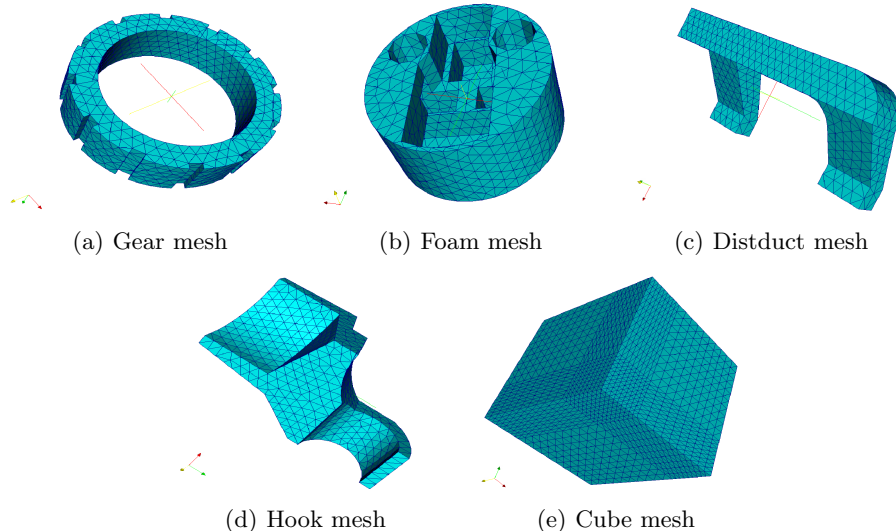 (a) Gear mesh
(b) Foam mesh
(c) Distduct mesh
(d) Hook mesh
(e) Cube mesh